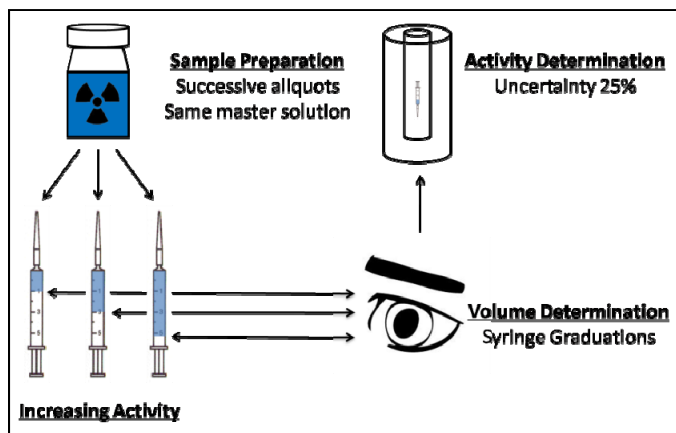 Sample Preparation
Successive aliquots
Same master solution
Activity Determination
Uncertainty 25%
Volume Determination
Syringe Graduations
Increasing Activity